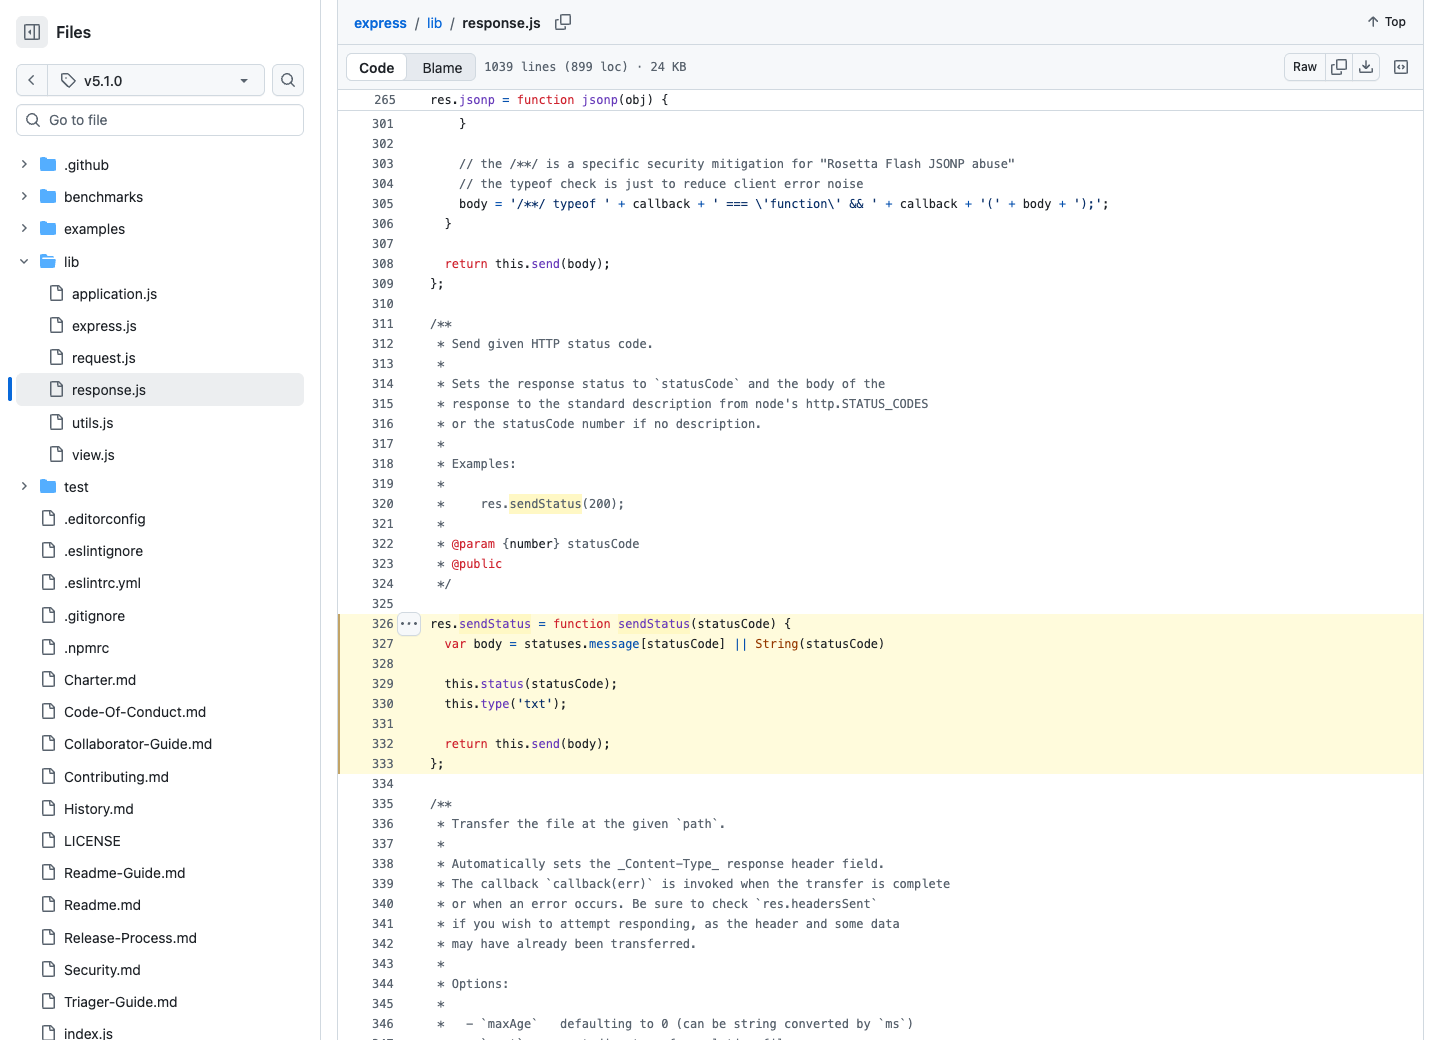 Files
v5.1.0
Go to file
.github
benchmarks
examples
lib
application.js
express.js
request.js
response.js
utils.js
view.js
test
.editorconfig
.eslintignore
.eslintrc.yml
.gitignore
.npmrc
Charter.md
Code-Of-Conduct.md
Collaborator-Guide.md
Contributing.md
History.md
LICENSE
Readme-Guide.md
Readme.md
Release-Process.md
Security.md
Triager-Guide.md
index.js
express / lib / response.js
Top
Code Blame 1039 lines (899 loc) · 24 KB
Raw
265 res.jsonp = function jsonp(obj) {
301 }
302
303 // the /**/ is a specific security mitigation for "Rosetta Flash JSONP abuse"
304 // the typeof check is just to reduce client error noise
305 body = '/**/ typeof ' + callback + ' === \'function\' && ' + callback + '(' + body + ');';
306 }
307
308 return this.send(body);
309 };
310
311 /**
312 * Send given HTTP status code.
313 *
314 * Sets the response status to `statusCode` and the body of the
315 * response to the standard description from node's http.STATUS_CODES
316 * or the statusCode number if no description.
317 *
318 * Examples:
319 *
320 * res.sendStatus(200);
321 *
322 * @param {number} statusCode
323 * @public
324 */
325
326 res.sendStatus = function sendStatus(statusCode) {
327 var body = statuses.message[statusCode] || String(statusCode)
328
329 this.status(statusCode);
330 this.type('txt');
331
332 return this.send(body);
333 };
334
335 /**
336 * Transfer the file at the given `path`.
337 *
338 * Automatically sets the _Content-Type_ response header field.
339 * The callback `callback(err)` is invoked when the transfer is complete
340 * or when an error occurs. Be sure to check `res.headersSent`
341 * if you wish to attempt responding, as the header and some data
342 * may have already been transferred.
343 *
344 * Options:
345 *
346 * - `maxAge` defaulting to 0 (can be string converted by `ms`)